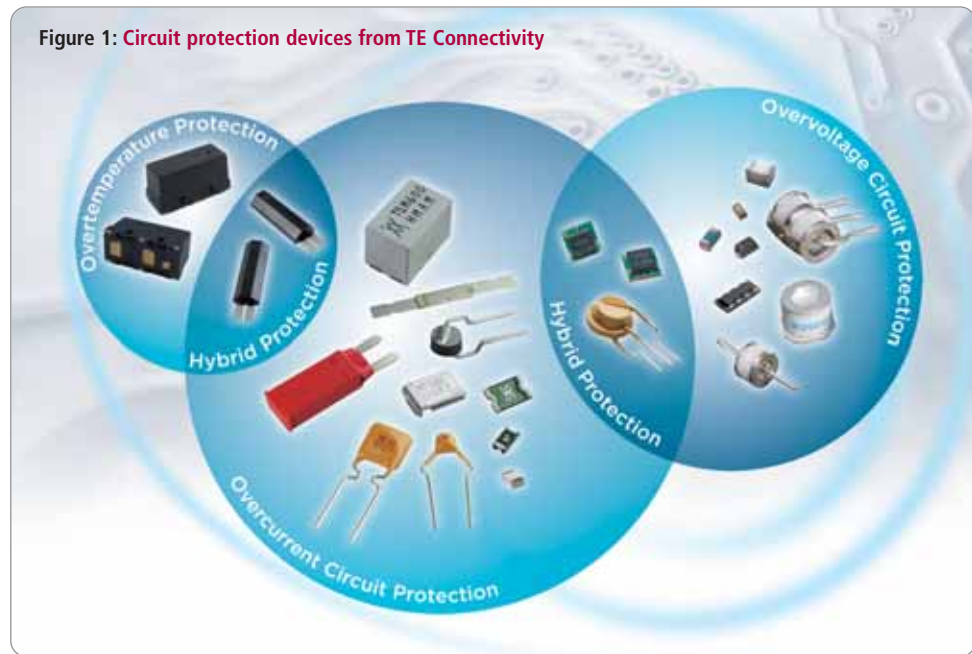 Figure 1: Circuit protection devices from TE Connectivity
Overtemperature Protection
Hybrid Protection
Overcurrent Circuit Protection
Hybrid Protection
Overvoltage Circuit Protection